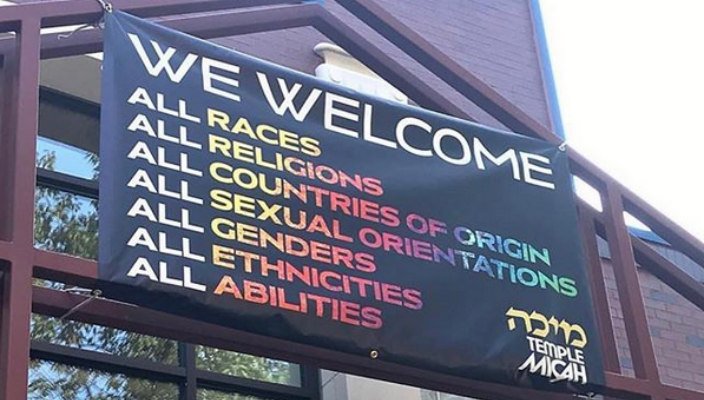 WE WELCOME
ALL RACES
ALL RELIGIONS
ALL COUNTRIES OF ORIGIN
ALL SEXUAL ORIENTATIONS
ALL GENDERS
ALL ETHNICITIES
ALL ABILITIES
מיכה
TEMPLE
MICAH